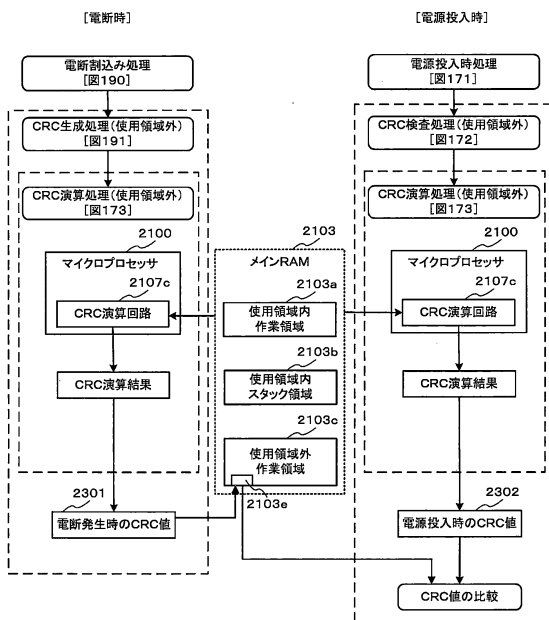 [電断時]
電断割込み処理
[図190]
CRC生成処理(使用領域外)
[図191]
CRC演算処理(使用領域外)
[図173]
2100
マイクロプロセッサ
2107c
CRC演算回路
CRC演算結果
2301
電断発生時のCRC値
2103
メインRAM
2103a
使用領域内
作業領域
2103b
使用領域内
スタック領域
2103c
使用領域外
作業領域
2103e
[電源投入時]
電源投入時処理
[図171]
CRC検査処理(使用領域外)
[図172]
CRC演算処理(使用領域外)
[図173]
2100
マイクロプロセッサ
2107c
CRC演算回路
CRC演算結果
2302
電源投入時のCRC値
CRC値の比較